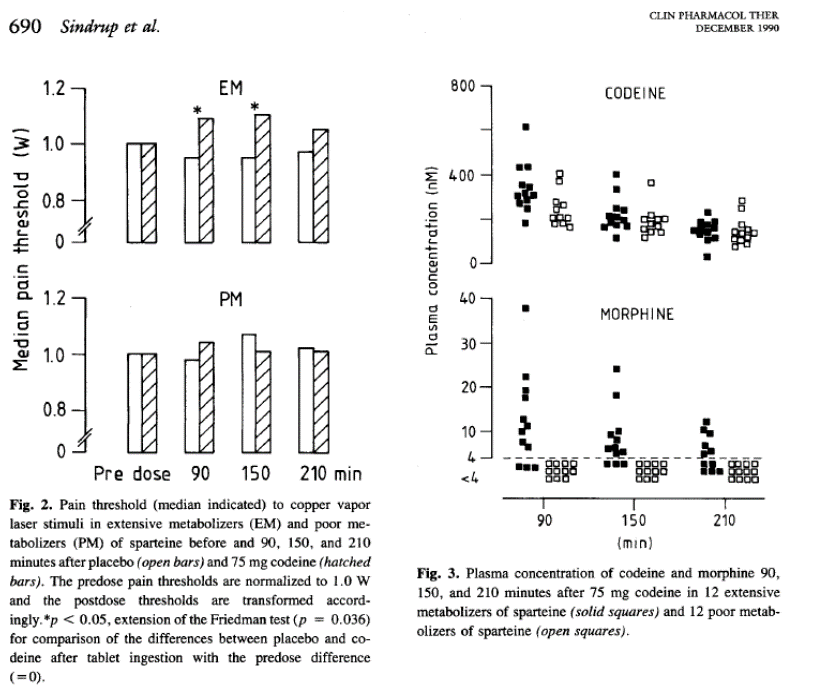 690 Sindrup et al.
CLIN PHARMACOL THER
DECEMBER 1990
Median pain threshold (W)
1.2
EM
* *
1.0
0.8
0
1.2
PM
1.0
0.8
0
Pre dose 90 150 210 min
Fig. 2. Pain threshold (median indicated) to copper vapor
laser stimuli in extensive metabolizers (EM) and poor me-
tabolizers (PM) of sparteine before and 90, 150, and 210
minutes after placebo (open bars) and 75 mg codeine (hatched
bars). The predose pain thresholds are normalized to 1.0 W
and the postdose thresholds are transformed accord-
ingly.*p < 0.05, extension of the Friedman test (p = 0.036)
for comparison of the differences between placebo and co-
deine after tablet ingestion with the predose difference
(=0).
Plasma concentration (nM)
800
CODEINE
400
0
40
MORPHINE
30
20
10
4
<4
90 150 210
(min)
Fig. 3. Plasma concentration of codeine and morphine 90,
150, and 210 minutes after 75 mg codeine in 12 extensive
metabolizers of sparteine (solid squares) and 12 poor metab-
olizers of sparteine (open squares).